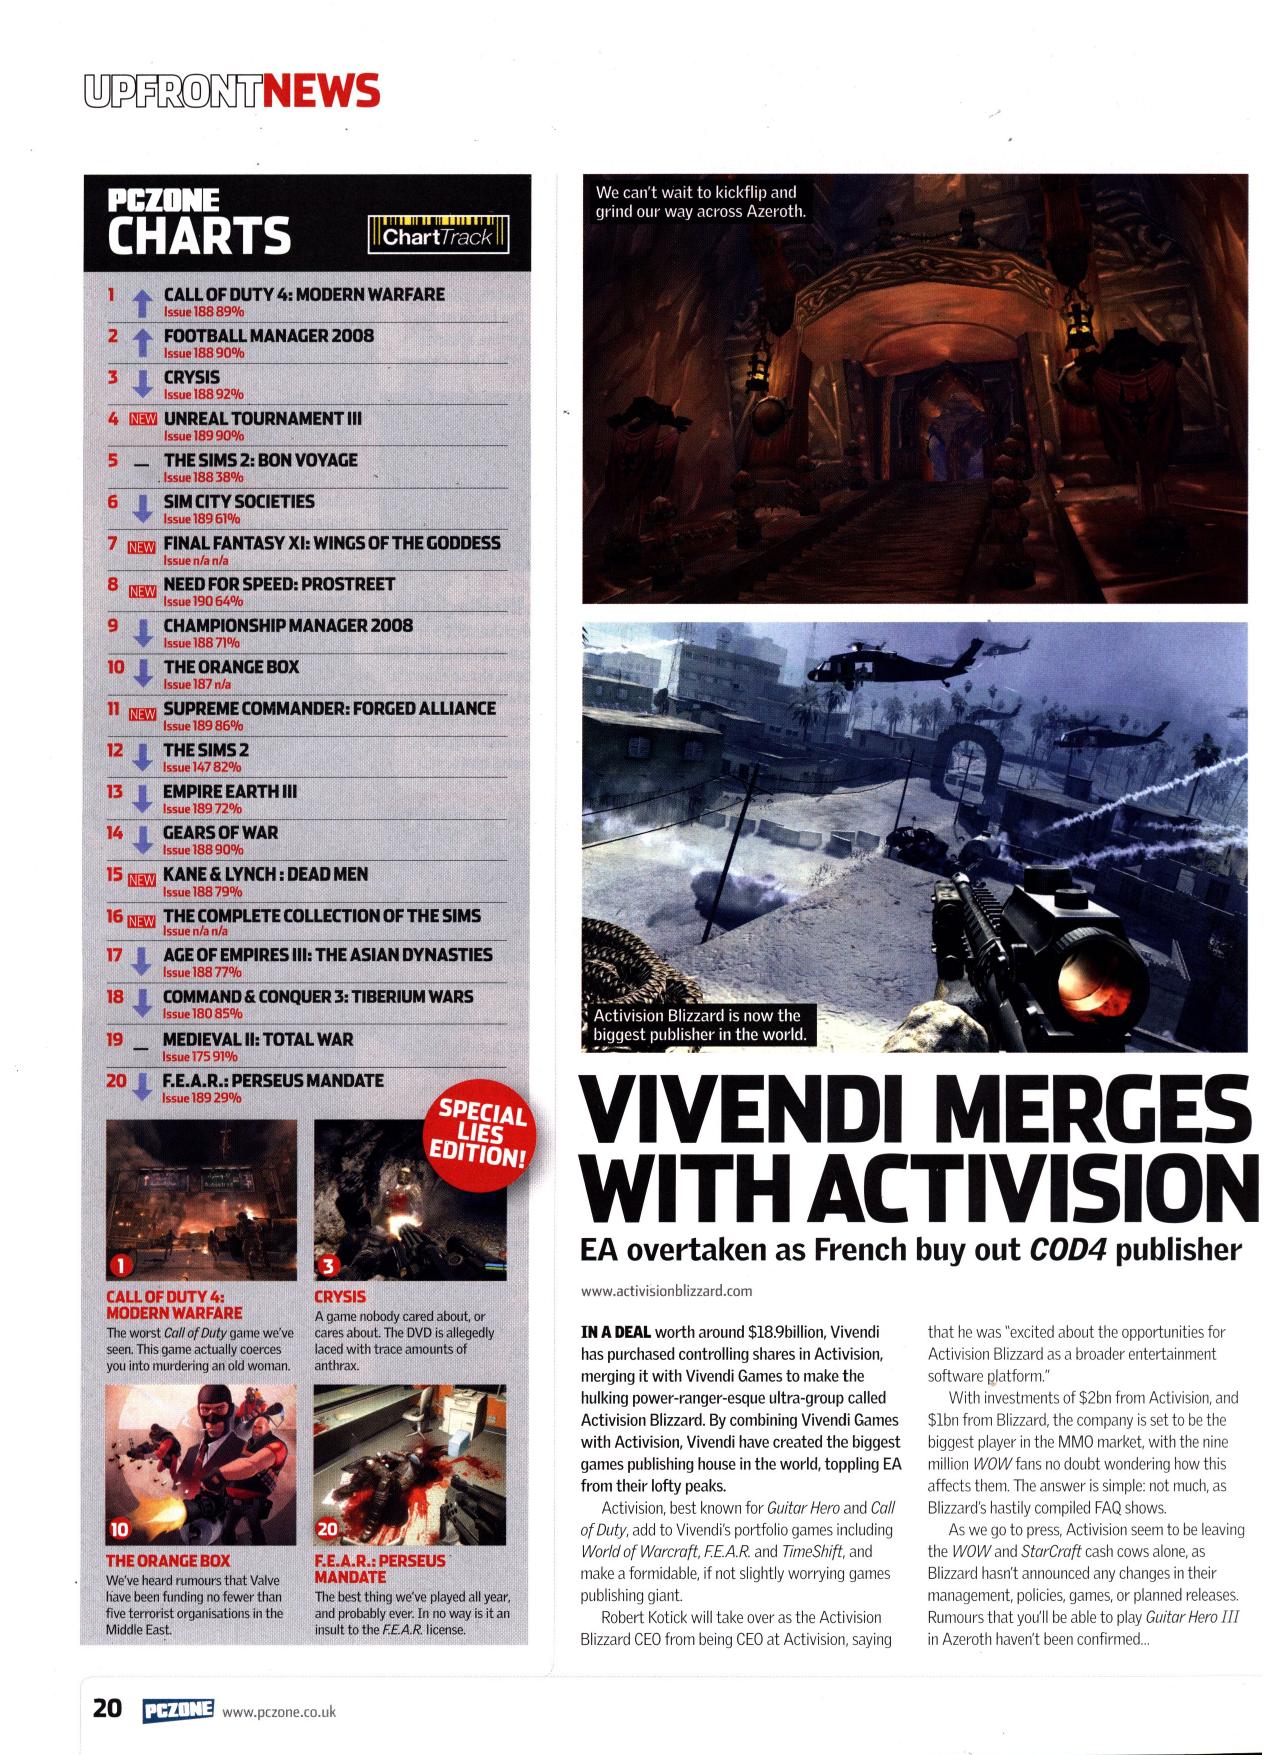 UPFRONTNEWS
PCZONE
CHARTS
ChartTrack
1 CALL OF DUTY 4: MODERN WARFARE
Issue 188 89%
2 FOOTBALL MANAGER 2008
Issue 188 90%
3 CRYSIS
Issue 188 92%
4 NEW UNREAL TOURNAMENT III
Issue 189 90%
5 – THE SIMS 2: BON VOYAGE
Issue 188 38%
6 SIM CITY SOCIETIES
Issue 189 61%
7 NEW FINAL FANTASY XI: WINGS OF THE GODDESS
Issue n/a n/a
8 NEW NEED FOR SPEED: PROSTREET
Issue 190 64%
9 CHAMPIONSHIP MANAGER 2008
Issue 188 71%
10 THE ORANGE BOX
Issue 187 n/a
11 NEW SUPREME COMMANDER: FORGED ALLIANCE
Issue 189 86%
12 THE SIMS 2
Issue 147 82%
13 EMPIRE EARTH III
Issue 189 72%
14 GEARS OF WAR
Issue 188 90%
15 NEW KANE & LYNCH : DEAD MEN
Issue 188 79%
16 NEW THE COMPLETE COLLECTION OF THE SIMS
Issue n/a n/a
17 AGE OF EMPIRES III: THE ASIAN DYNASTIES
Issue 188 77%
18 COMMAND & CONQUER 3: TIBERIUM WARS
Issue 180 85%
19 – MEDIEVAL II: TOTAL WAR
Issue 175 91%
20 F.E.A.R.: PERSEUS MANDATE
Issue 189 29%
SPECIAL
LIES
EDITION!
1
CALL OF DUTY 4:
MODERN WARFARE
The worst Call of Duty game we've
seen. This game actually coerces
you into murdering an old woman.
3
CRYSIS
A game nobody cared about, or
cares about. The DVD is allegedly
laced with trace amounts of
anthrax.
10
THE ORANGE BOX
We've heard rumours that Valve
have been funding no fewer than
five terrorist organisations in the
Middle East.
20
F.E.A.R.: PERSEUS
MANDATE
The best thing we've played all year,
and probably ever. In no way is it an
insult to the F.E.A.R. license.
We can't wait to kickflip and
grind our way across Azeroth.
Activision Blizzard is now the
biggest publisher in the world.
VIVENDI MERGES
WITH ACTIVISION
EA overtaken as French buy out COD4 publisher
www.activisionblizzard.com
IN A DEAL worth around $18.9billion, Vivendi
has purchased controlling shares in Activision,
merging it with Vivendi Games to make the
hulking power-ranger-esque ultra-group called
Activision Blizzard. By combining Vivendi Games
with Activision, Vivendi have created the biggest
games publishing house in the world, toppling EA
from their lofty peaks.
Activision, best known for Guitar Hero and Call
of Duty, add to Vivendi's portfolio games including
World of Warcraft, F.E.A.R. and TimeShift, and
make a formidable, if not slightly worrying games
publishing giant.
Robert Kotick will take over as the Activision
Blizzard CEO from being CEO at Activision, saying
that he was "excited about the opportunities for
Activision Blizzard as a broader entertainment
software platform."
With investments of $2bn from Activision, and
$1bn from Blizzard, the company is set to be the
biggest player in the MMO market, with the nine
million WOW fans no doubt wondering how this
affects them. The answer is simple: not much, as
Blizzard's hastily compiled FAQ shows.
As we go to press, Activision seem to be leaving
the WOW and StarCraft cash cows alone, as
Blizzard hasn't announced any changes in their
management, policies, games, or planned releases.
Rumours that you'll be able to play Guitar Hero III
in Azeroth haven't been confirmed...
20 PCZONE www.pczone.co.uk